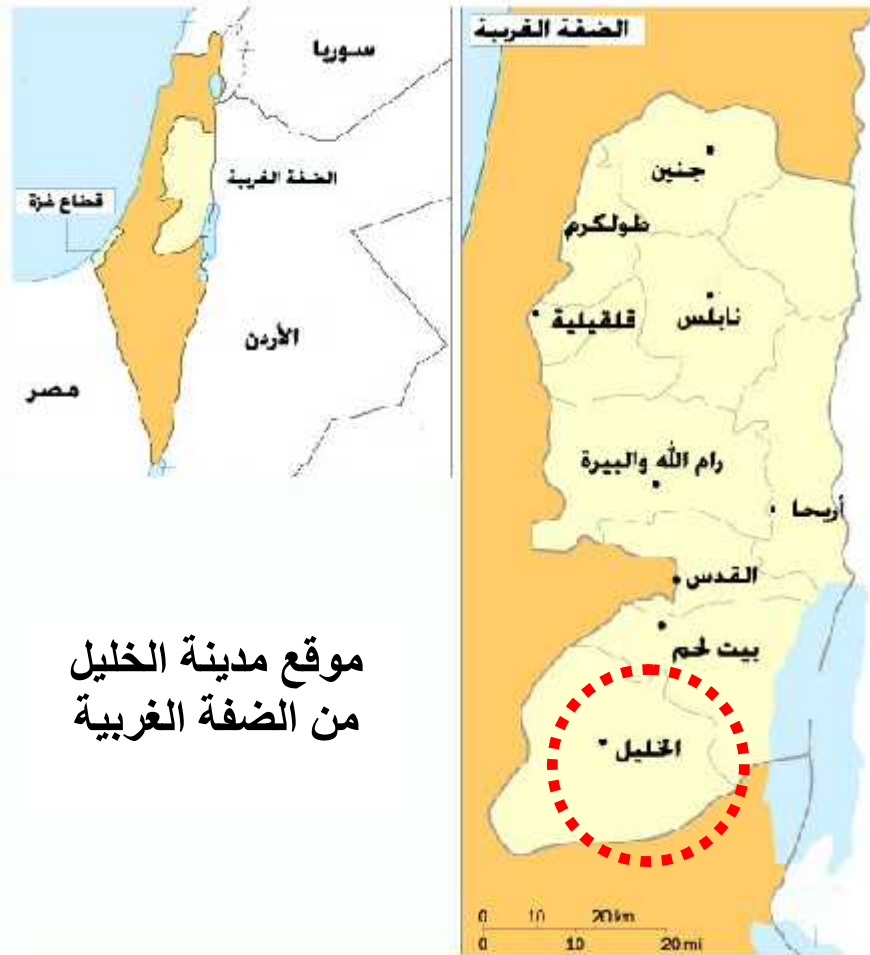 سوريا
الضفة الغربية
قطاع غزة
الأردن
مصر
موقع مدينة الخليل
من الضفة الغربية
الضفة الغربية
جنين
طولكرم
نابلس
قلقيلية
رام الله والبيرة
أريحا
القدس
بيت لحم
الخليل
0 10 20 km
0 10 20 mi